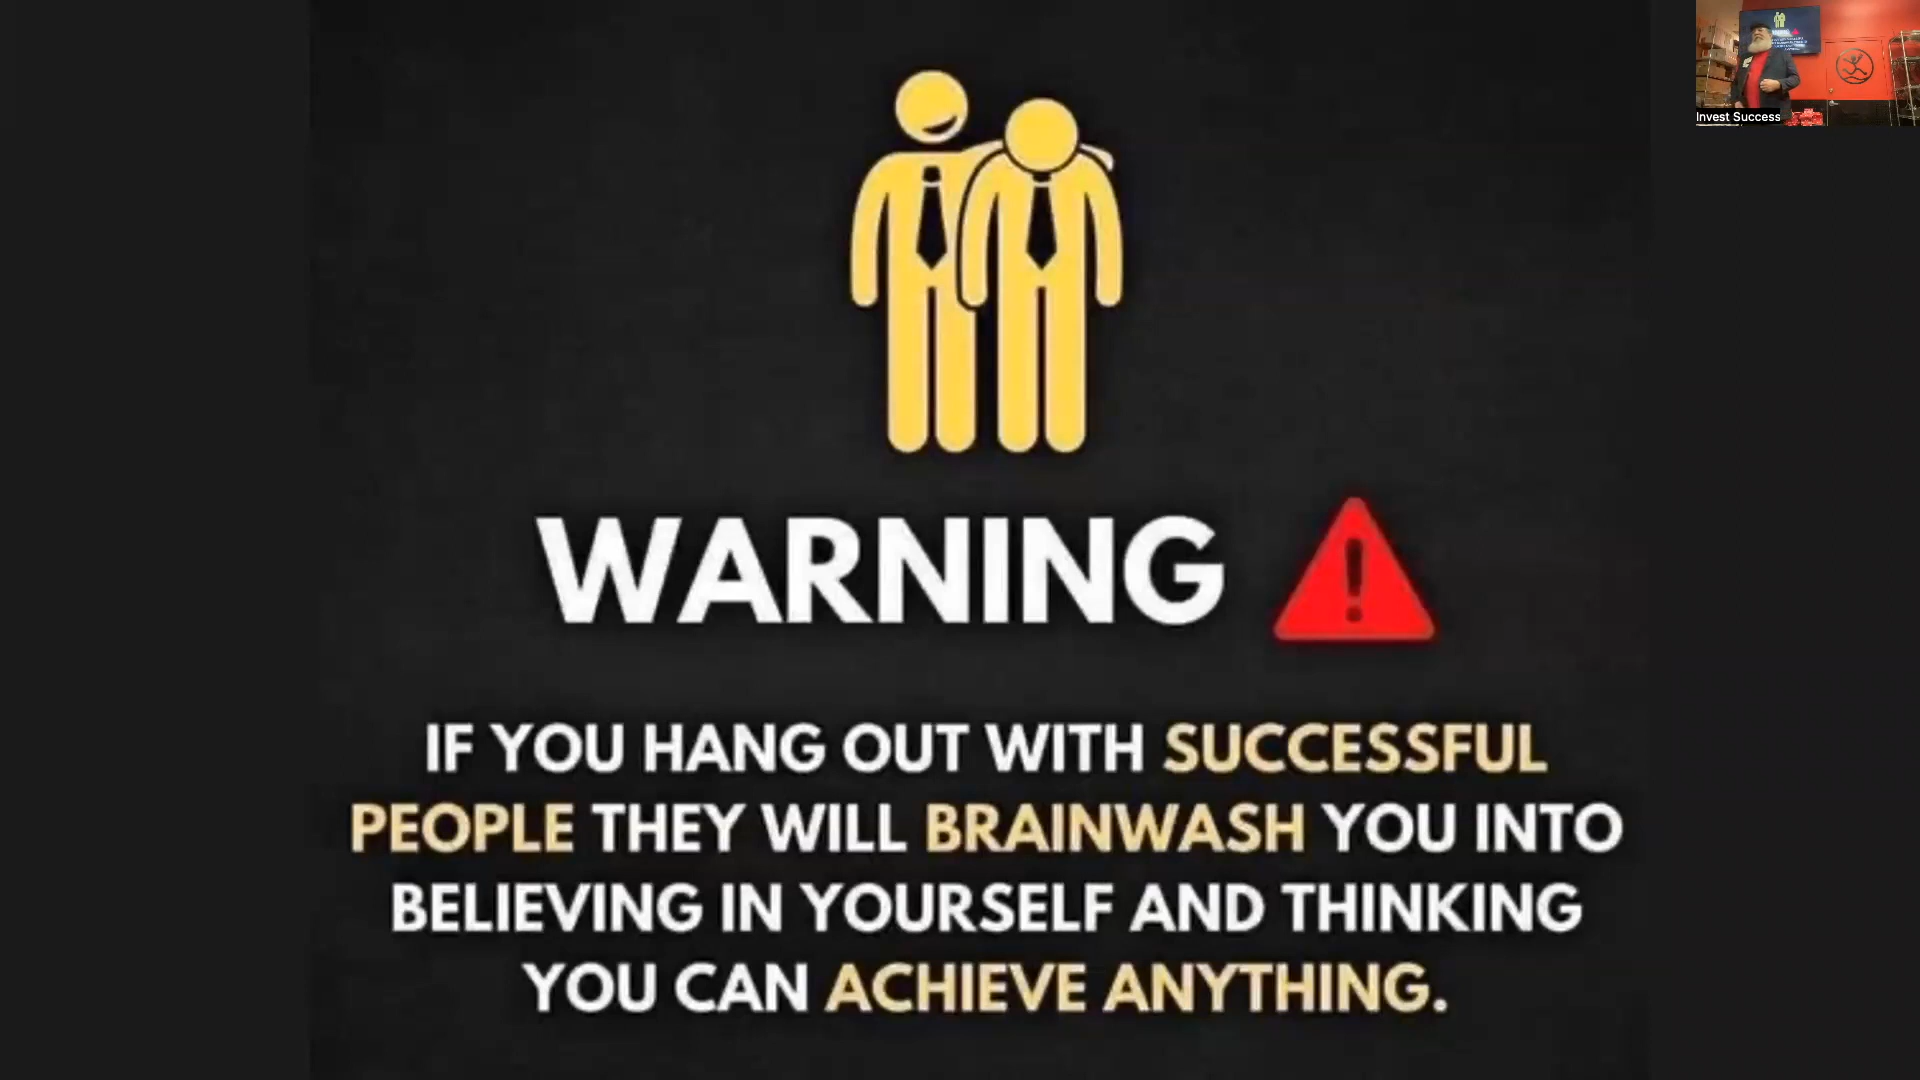 WARNING
IF YOU HANG OUT WITH SUCCESSFUL
PEOPLE THEY WILL BRAINWASH YOU INTO
BELIEVING IN YOURSELF AND THINKING
YOU CAN ACHIEVE ANYTHING.
Invest Success